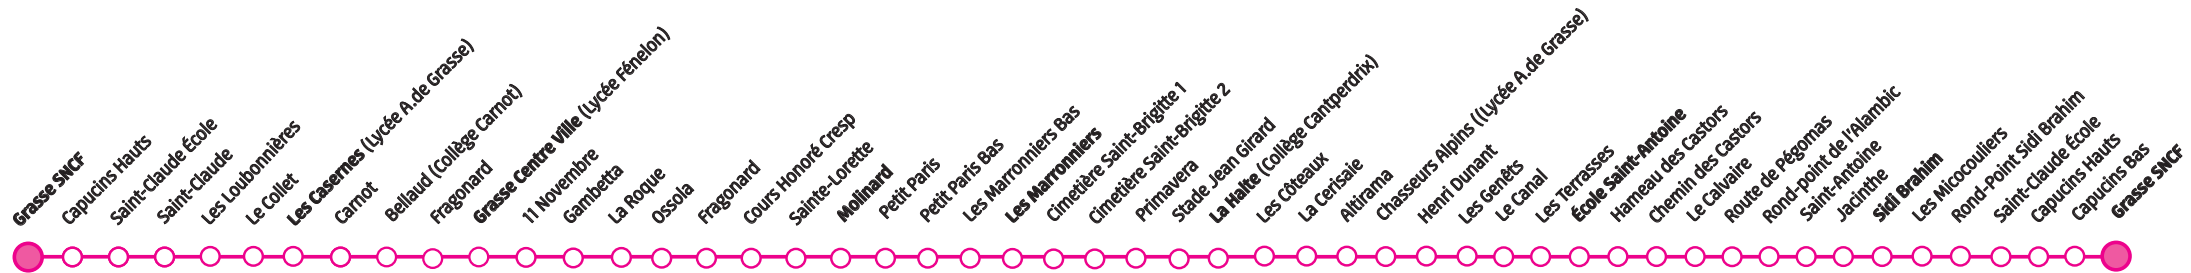 Grasse SNCF
Capucins Hauts
Saint-Claude École
Saint-Claude
Les Loubonnières
Le Collet
Les Casernes (Lycée A.de Grasse)
Carnot
Bellaud (Collège Carnot)
Fragonard
Grasse Centre Ville (Lycée Fénelon)
11 Novembre
Gambetta
La Roque
Ossola
Fragonard
Cours Honoré Cresp
Sainte-Lorette
Molinard
Petit Paris
Petit Paris Bas
Les Marronniers Bas
Les Marronniers
Cimetière Saint-Brigitte 1
Cimetière Saint-Brigitte 2
Primavera
Stade Jean Girard
La Halte (Collège Cantperdrix)
Les Côteaux
La Cerisaie
Altirama
Chasseurs Alpins ((Lycée A.de Grasse)
Henri Dunant
Les Genêts
Le Canal
Les Terrasses
École Saint-Antoine
Hameau des Castors
Chemin des Castors
Le Calvaire
Route de Pégomas
Rond-point de l'Alambic
Saint-Antoine
Jacinthe
Sidi Brahim
Les Micocouliers
Rond-Point Sidi Brahim
Saint-Claude École
Capucins Hauts
Capucins Bas
Grasse SNCF